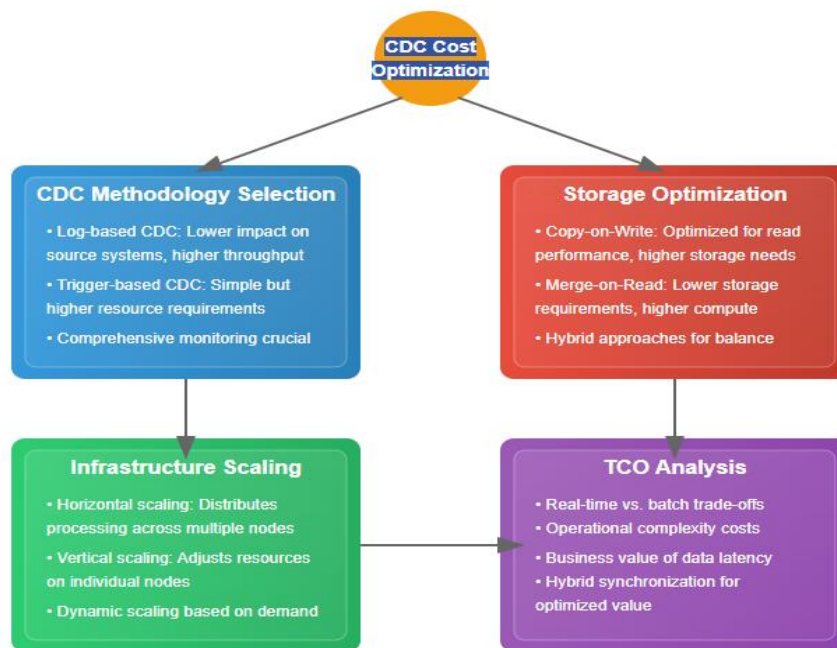 CDC Cost
Optimization
CDC Methodology Selection
• Log-based CDC: Lower impact on
source systems, higher throughput
• Trigger-based CDC: Simple but
higher resource requirements
• Comprehensive monitoring crucial
Storage Optimization
• Copy-on-Write: Optimized for read
performance, higher storage needs
• Merge-on-Read: Lower storage
requirements, higher compute
• Hybrid approaches for balance
Infrastructure Scaling
• Horizontal scaling: Distributes
processing across multiple nodes
• Vertical scaling: Adjusts resources
on individual nodes
• Dynamic scaling based on demand
TCO Analysis
• Real-time vs. batch trade-offs
• Operational complexity costs
• Business value of data latency
• Hybrid synchronization for
optimized value